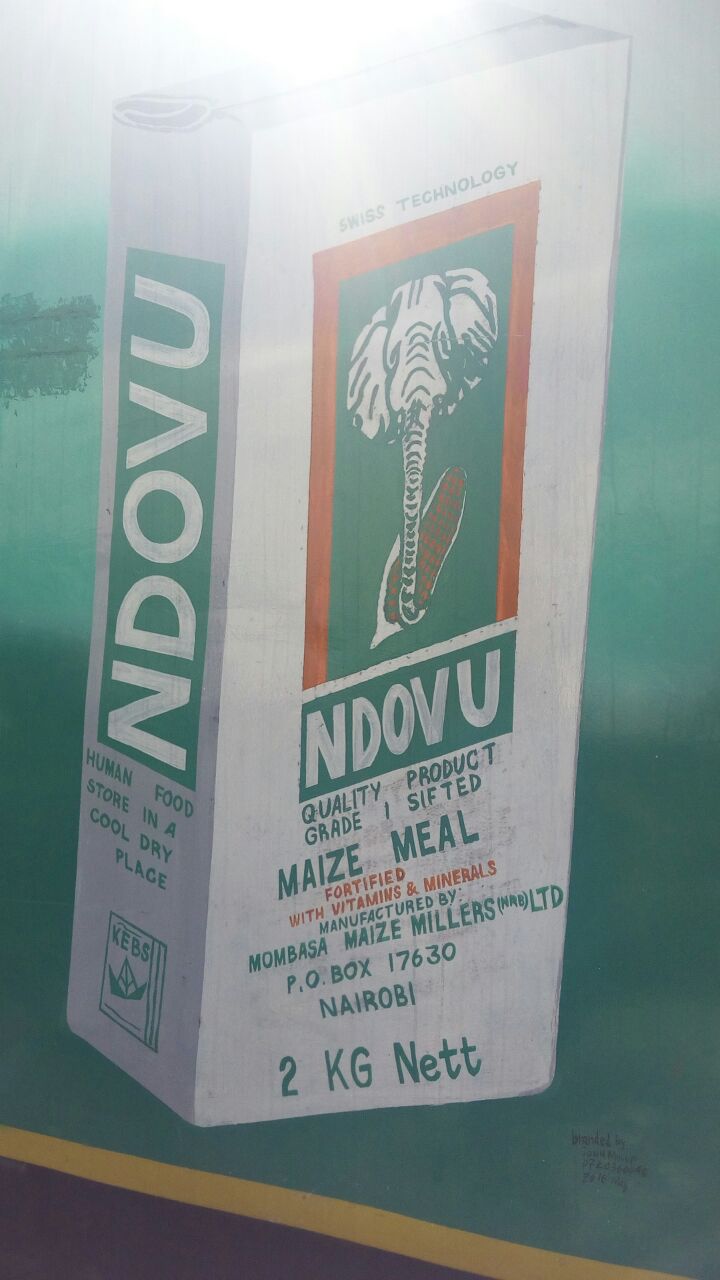 SWISS TECHNOLOGY
NDOVU
NDOVU
QUALITY PRODUCT
GRADE 1 SIFTED
MAIZE MEAL
FORTIFIED
WITH VITAMINS & MINERALS
MANUFACTURED BY:
MOMBASA MAIZE MILLERS (NRB) LTD
P.O. BOX 17630
NAIROBI
2 KG Nett
HUMAN FOOD
STORE IN A
COOL DRY
PLACE
KEBS
branded by